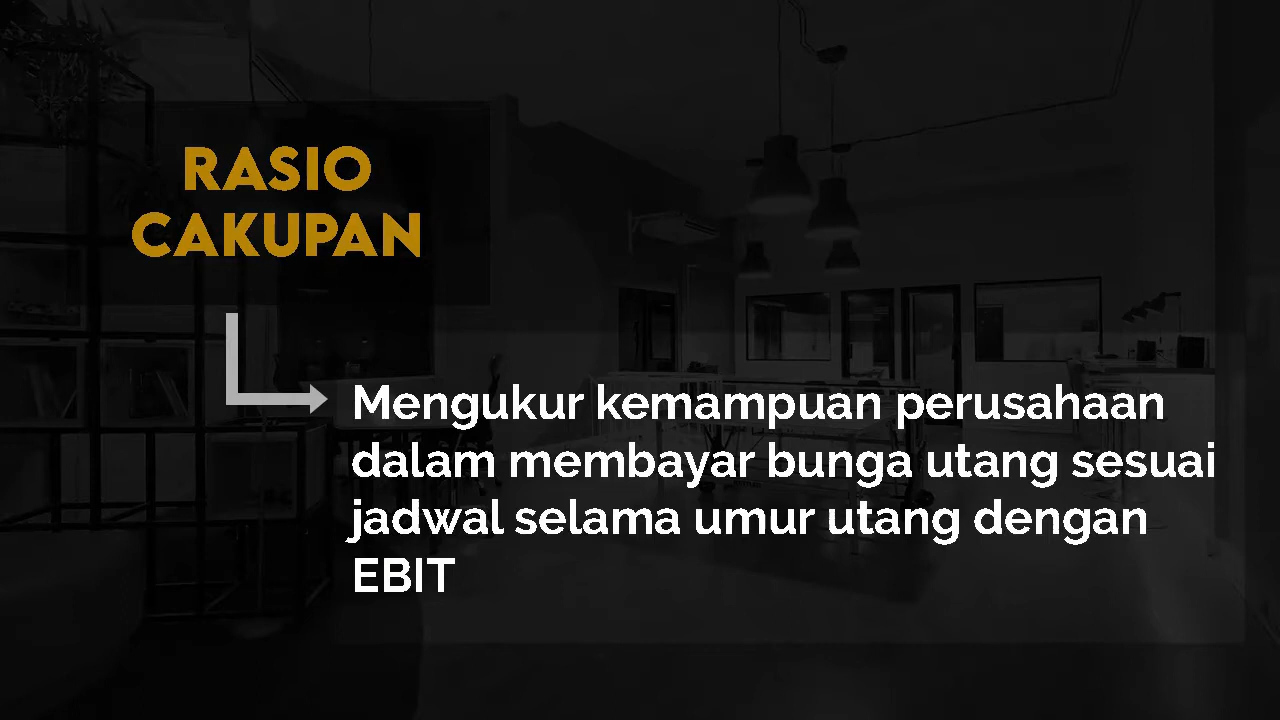 RASIO
CAKUPAN
Mengukur kemampuan perusahaan
dalam membayar bunga utang sesuai
jadwal selama umur utang dengan
EBIT